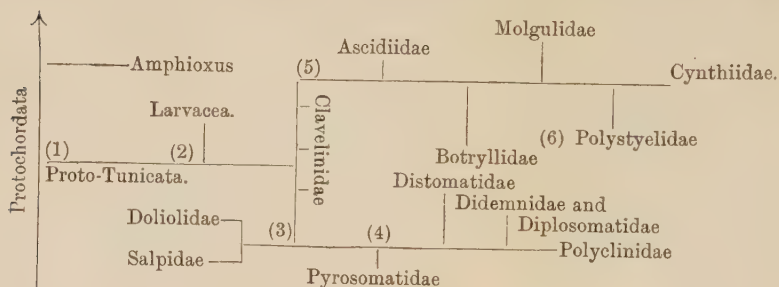 Protochordata
Amphioxus
Larvacea.
(1)
(2)
Proto-Tunicata.
Doliolidae
Salpidae
(3)
(4)
Pyrosomatidae
Clavelinidae
(5)
Ascidiidae
Molgulidae
Cynthiidae.
Botryllidae
(6) Polystyelidae
Distomatidae
Didemnidae and
Diplosomatidae
Polyclinidae